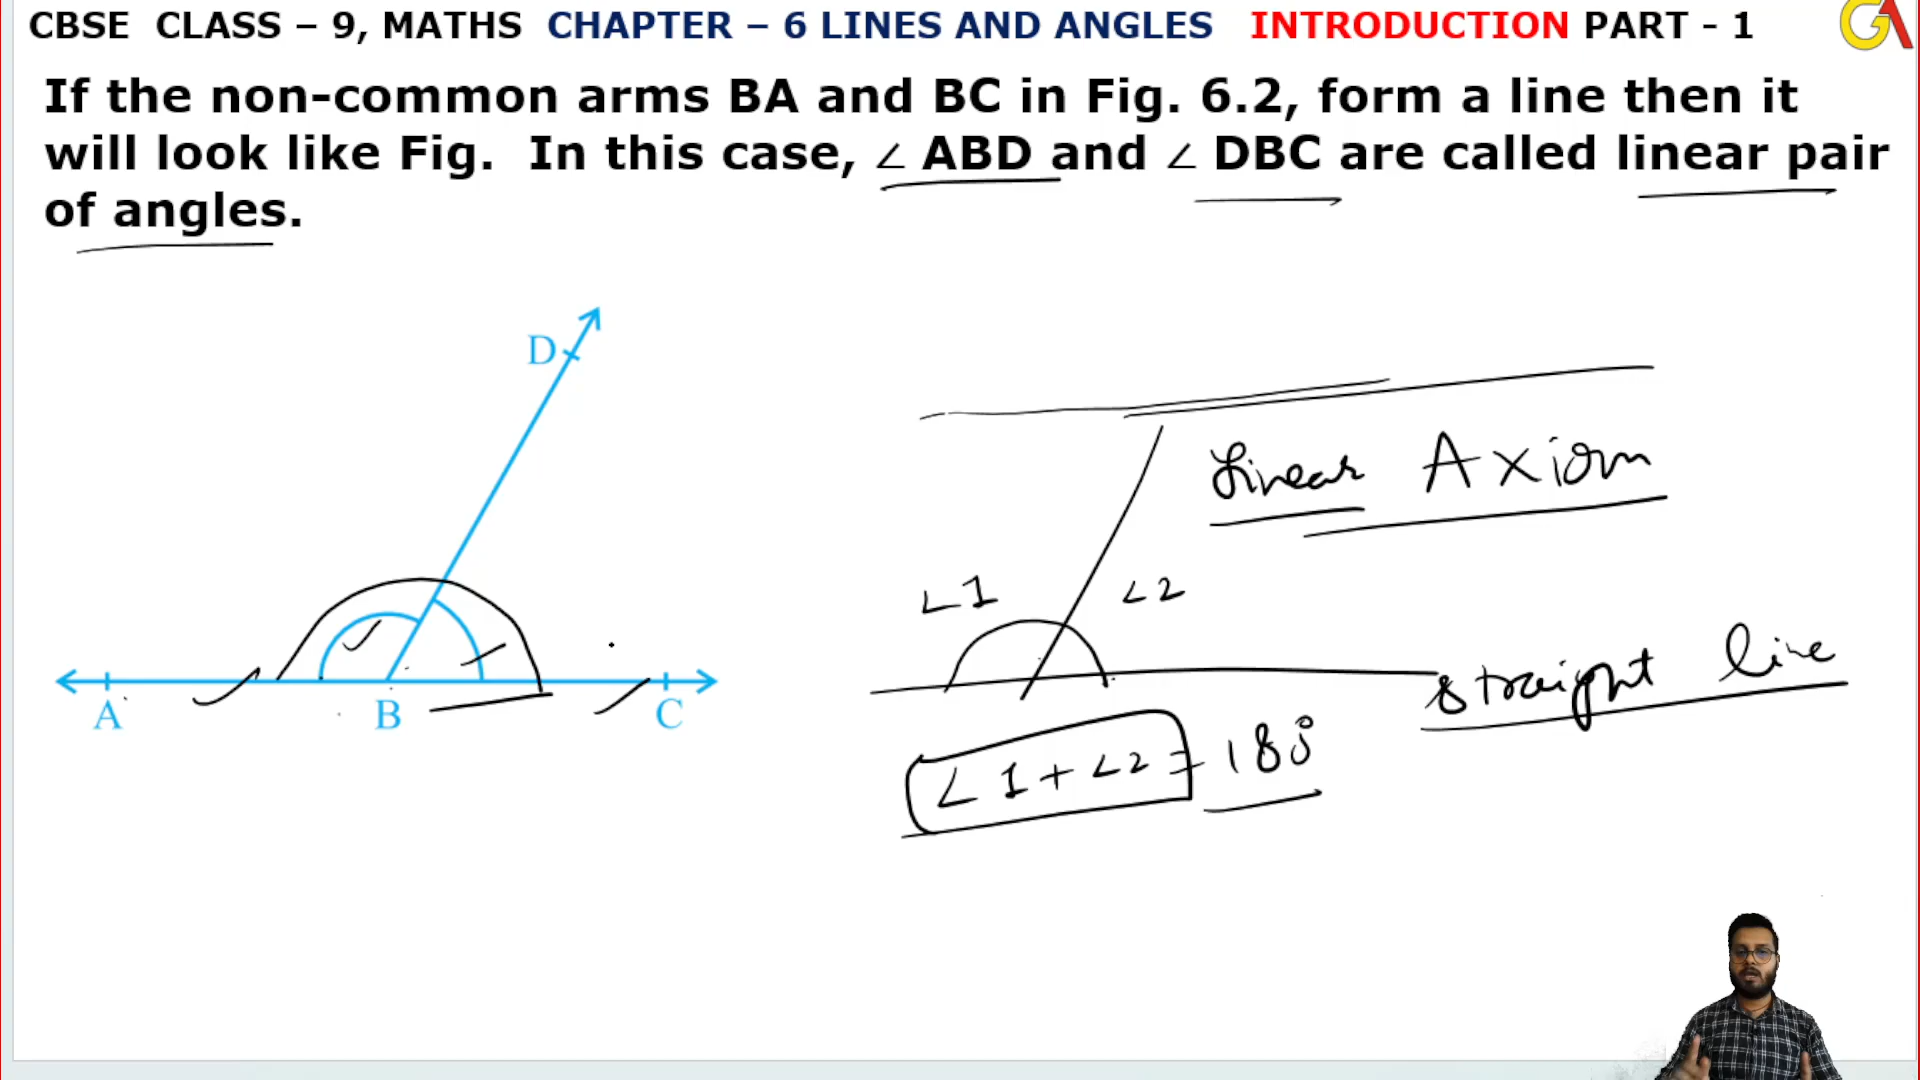 CBSE CLASS – 9, MATHS CHAPTER – 6 LINES AND ANGLES INTRODUCTION PART - 1
GA
If the non-common arms BA and BC in Fig. 6.2, form a line then it
will look like Fig. In this case, ∠ ABD and ∠ DBC are called linear pair
of angles.
D
A
B
C
Linear Axiom
∠1
∠2
straight line
∠1+∠2 = 180°